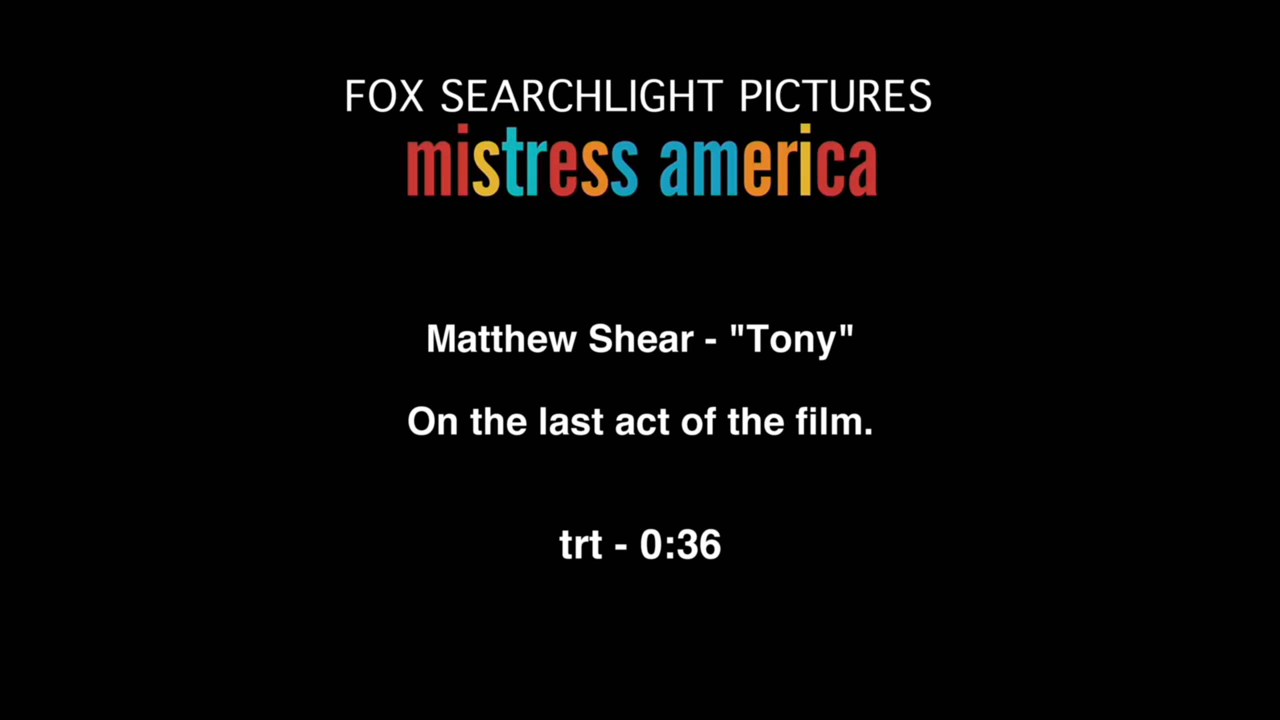 FOX SEARCHLIGHT PICTURES
mistress america
Matthew Shear - "Tony"
On the last act of the film.
trt - 0:36